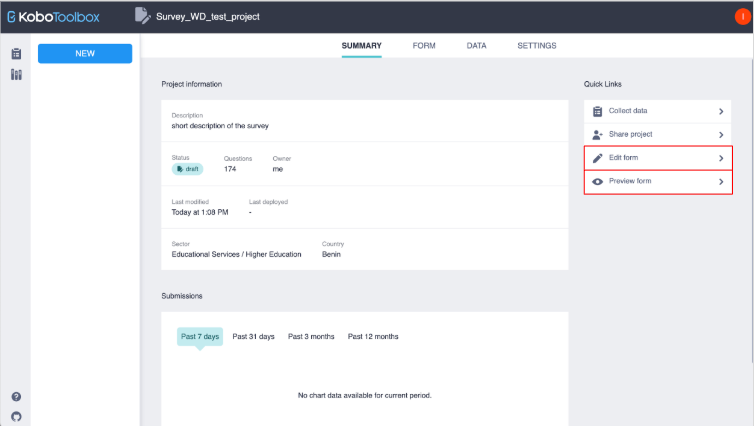 KoboToolbox
Survey_WD_test_project
I
NEW
SUMMARY FORM DATA SETTINGS
Project information
Description
short description of the survey
Status Questions Owner
draft 174 me
Last modified Last deployed
Today at 1:08 PM -
Sector Country
Educational Services / Higher Education Benin
Submissions
Past 7 days Past 31 days Past 3 months Past 12 months
No chart data available for current period.
Quick Links
Collect data
Share project
Edit form
Preview form